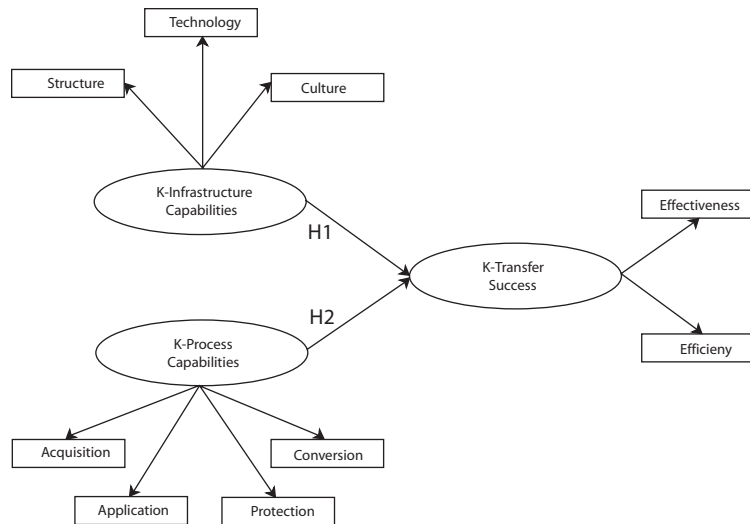 Technology
Structure
Culture
K-Infrastructure
Capabilities
Effectiveness
H1
K-Transfer
Success
H2
K-Process
Capabilities
Efficieny
Acquisition
Conversion
Application
Protection